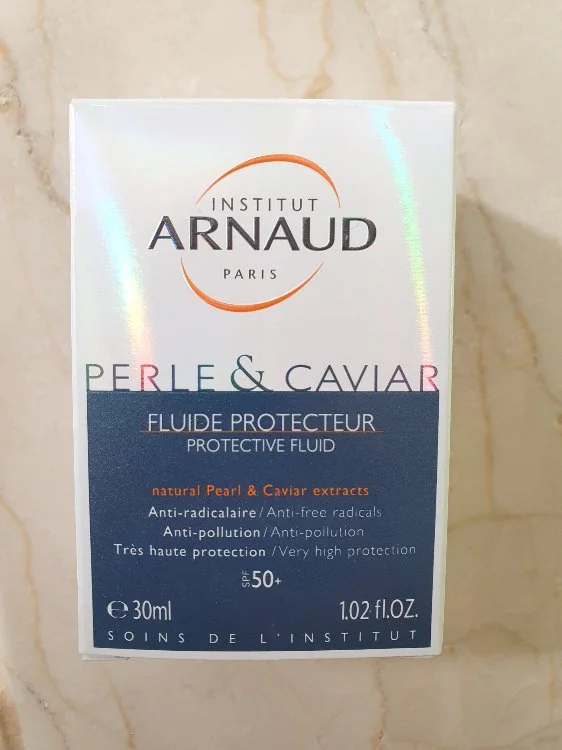 INSTITUT
ARNAUD
PARIS
PERLE & CAVIAR
FLUIDE PROTECTEUR
PROTECTIVE FLUID
natural Pearl & Caviar extracts
Anti-radicalaire / Anti-free radicals
Anti-pollution / Anti-pollution
Très haute protection / Very high protection
SPF 50+
℮ 30ml 1.02 fl.OZ.
SOINS DE L'INSTITUT